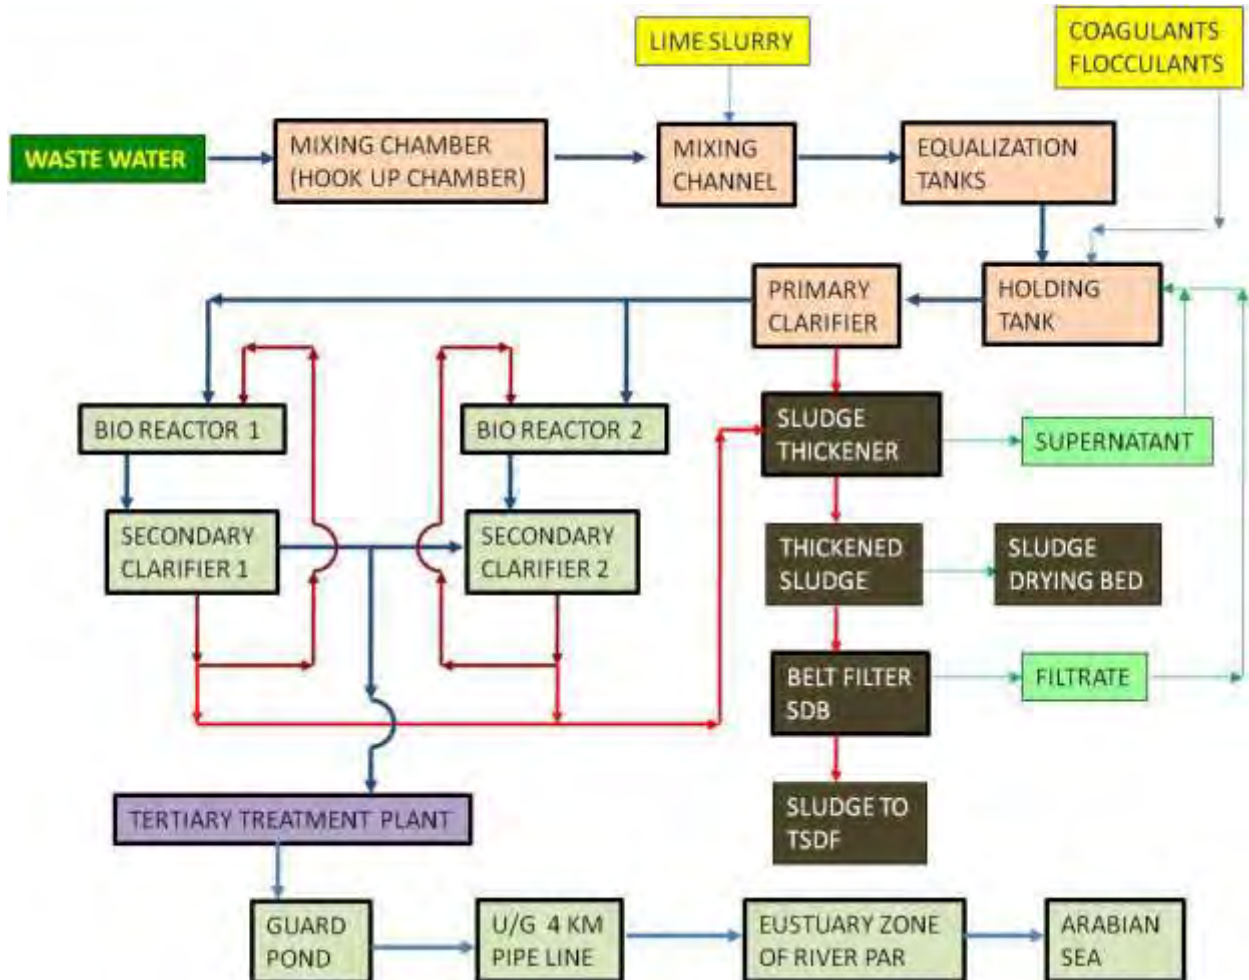 LIME SLURRY
COAGULANTS
FLOCCULANTS
WASTE WATER
MIXING CHAMBER
(HOOK UP CHAMBER)
MIXING
CHANNEL
EQUALIZATION
TANKS
PRIMARY
CLARIFIER
HOLDING
TANK
BIO REACTOR 1
BIO REACTOR 2
SLUDGE
THICKENER
SUPERNATANT
SECONDARY
CLARIFIER 1
SECONDARY
CLARIFIER 2
THICKENED
SLUDGE
SLUDGE
DRYING BED
BELT FILTER
SDB
FILTRATE
SLUDGE TO
TSDF
TERTIARY TREATMENT PLANT
GUARD
POND
U/G 4 KM
PIPE LINE
EUSTUARY ZONE
OF RIVER PAR
ARABIAN
SEA